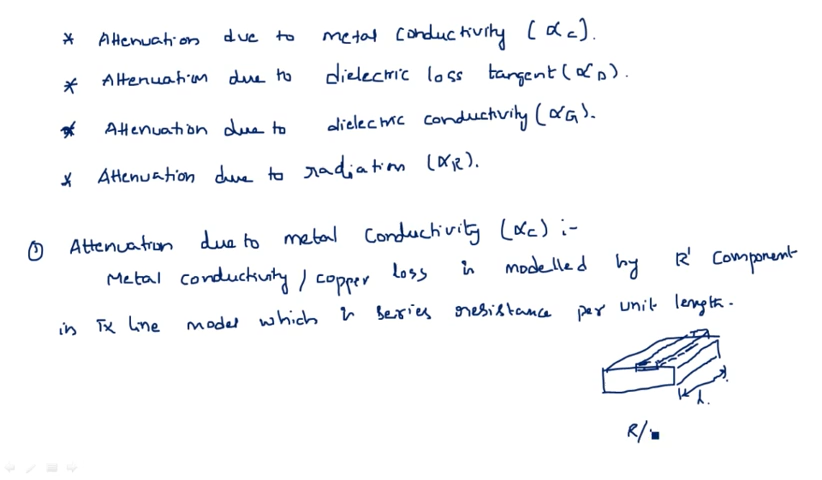 * Attenuation due to metal conductivity (αc).
* Attenuation due to dielectric loss tangent (αD).
* Attenuation due to dielectric conductivity (αG).
* Attenuation due to radiation (αR).
① Attenuation due to metal Conductivity (αc) :-
Metal conductivity / copper loss is modelled by R' Component
in Tx line model which is series resistance per unit length.
R/